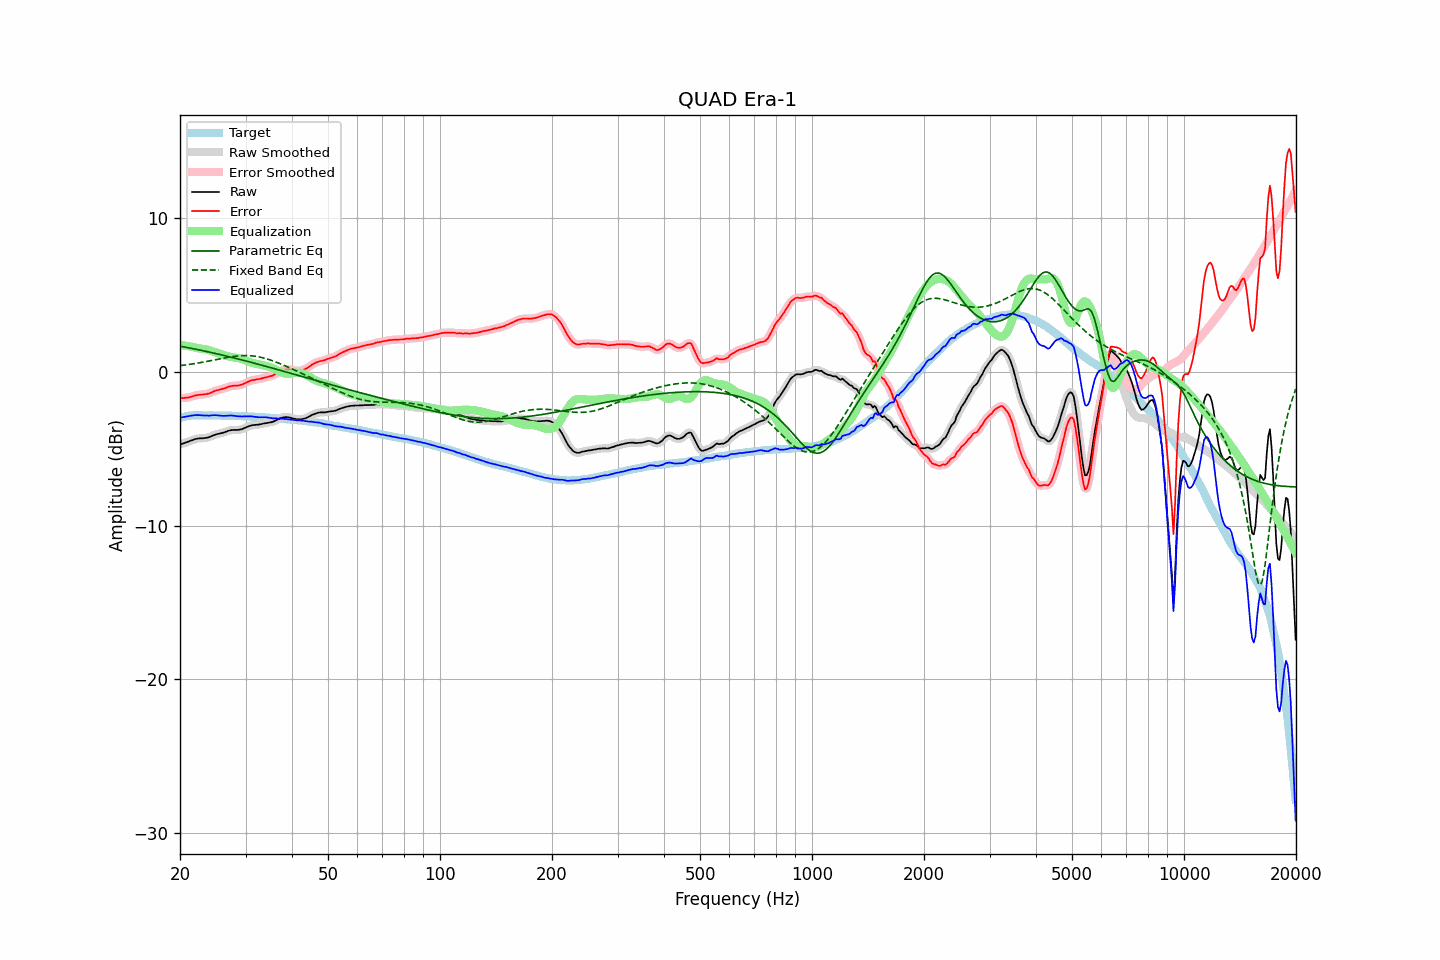 QUAD Era-1
Target
Raw Smoothed
Error Smoothed
Raw
Error
Equalization
Parametric Eq
Fixed Band Eq
Equalized
10
0
−10
−20
−30
Amplitude (dBr)
20
50
100
200
500
1000
2000
5000
10000
20000
Frequency (Hz)